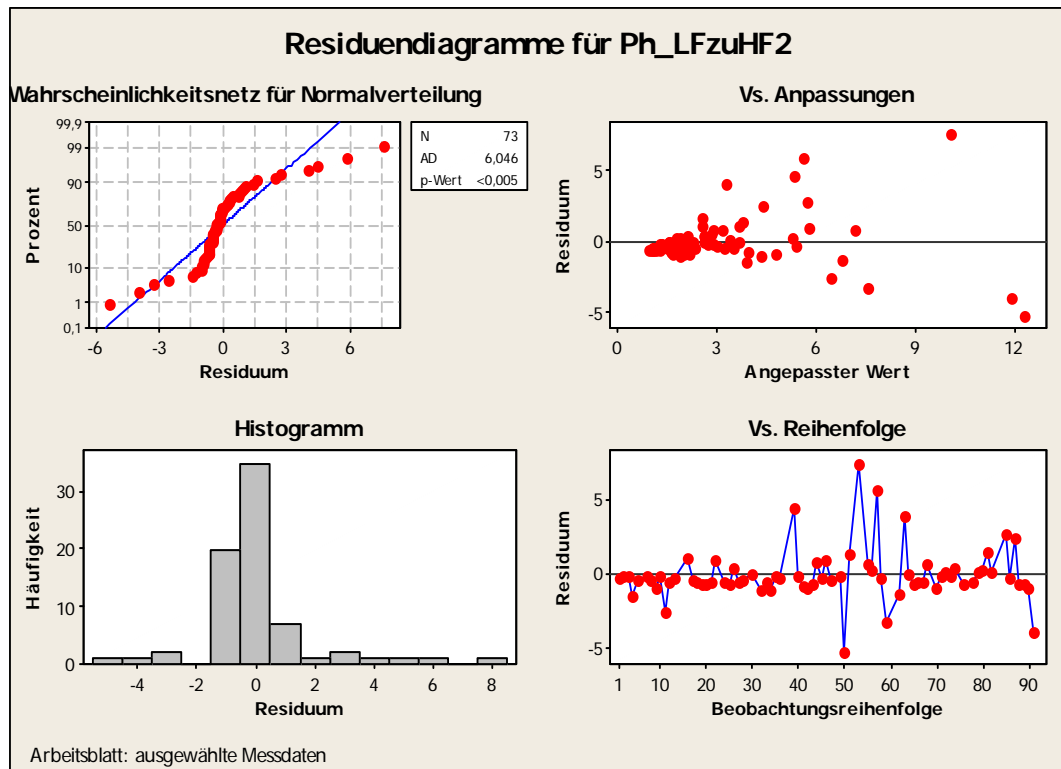 Residuendiagramme für Ph_LFzuHF2
Wahrscheinlichkeitsnetz für Normalverteilung
99,9
99
90
50
10
1
0,1
Prozent
-6 -3 0 3 6
Residuum
N 73
AD 6,046
p-Wert <0,005
Vs. Anpassungen
5
0
-5
Residuum
0 3 6 9 12
Angepasster Wert
Histogramm
30
20
10
0
Häufigkeit
-4 -2 0 2 4 6 8
Residuum
Vs. Reihenfolge
5
0
-5
Residuum
1 10 20 30 40 50 60 70 80 90
Beobachtungsreihenfolge
Arbeitsblatt: ausgewählte Messdaten